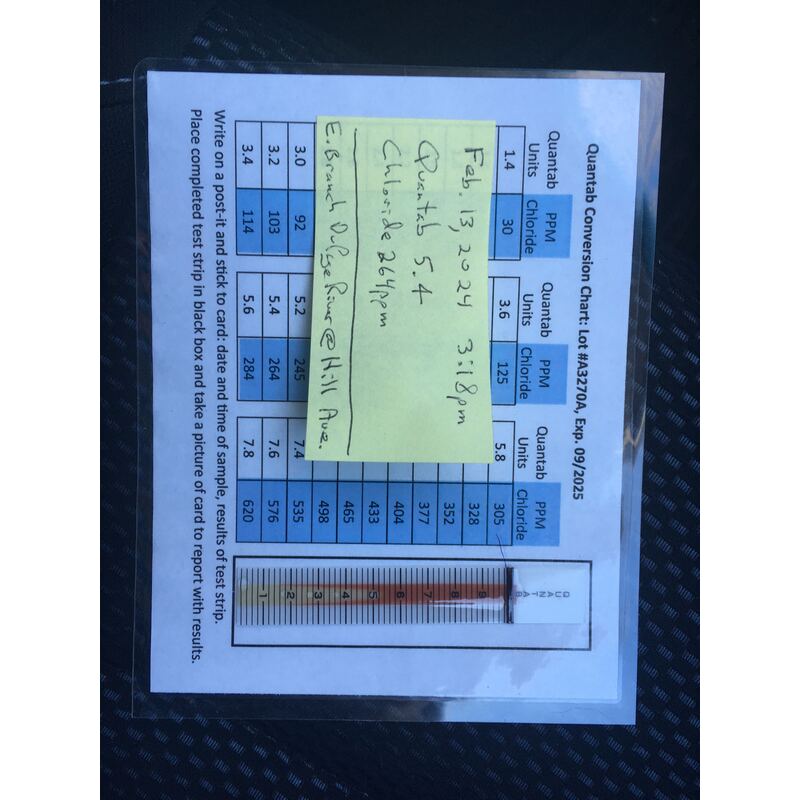 Quantab Conversion Chart: Lot #A3270A, Exp. 09/2025
Quantab Units PPM Chloride Quantab Units PPM Chloride Quantab Units PPM Chloride
1.4 30 3.6 125 5.8 305
328
352
377
404
433
465
498
3.0 92 5.2 245 7.4 535
3.2 103 5.4 264 7.6 576
3.4 114 5.6 284 7.8 620
Feb. 13, 2024 3:18pm
Quantab 5.4
Chloride 264ppm
E. Branch DuPage River @ Hill Ave.
Write on a post-it and stick to card: date and time of sample, results of test strip.
Place completed test strip in black box and take a picture of card to report with results.
QUANTAB
9
8
7
6
5
4
3
2
1